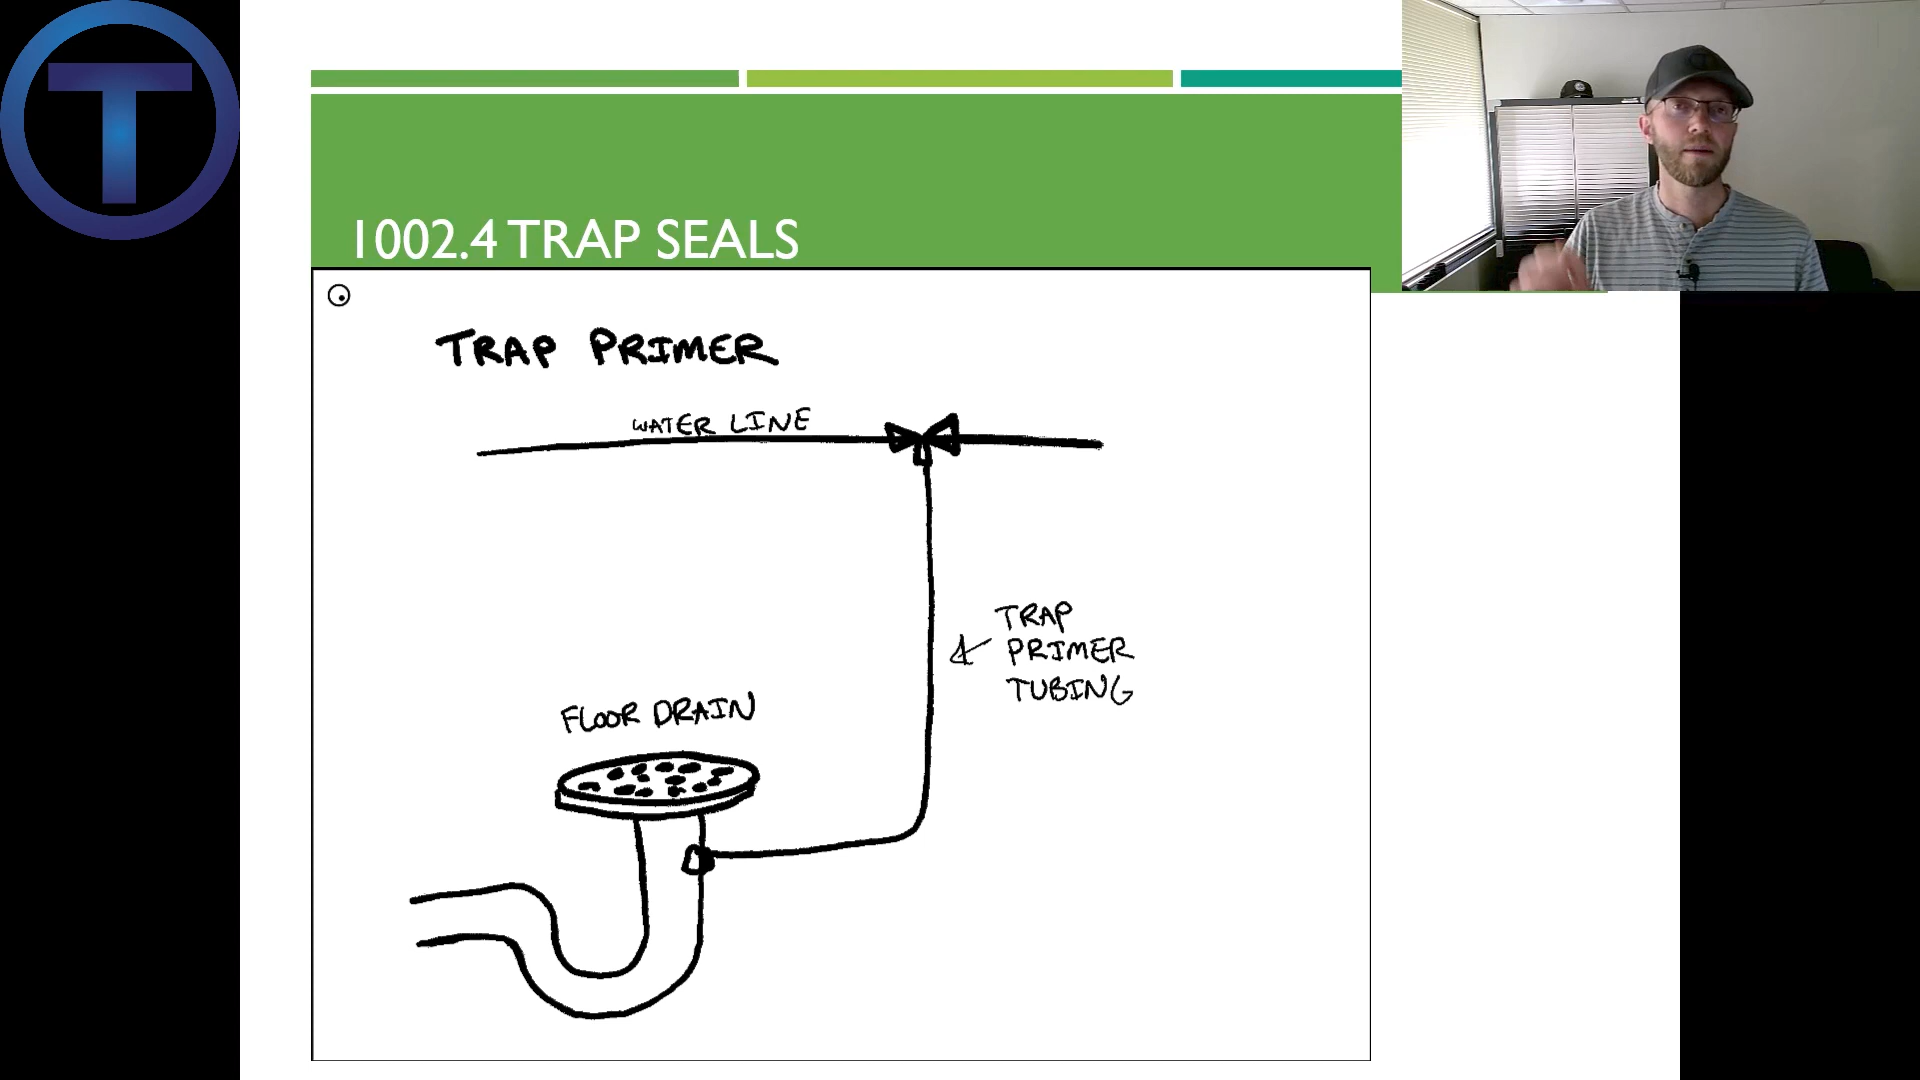 T
1002.4 TRAP SEALS
TRAP PRIMER
WATER LINE
TRAP
PRIMER
TUBING
FLOOR DRAIN